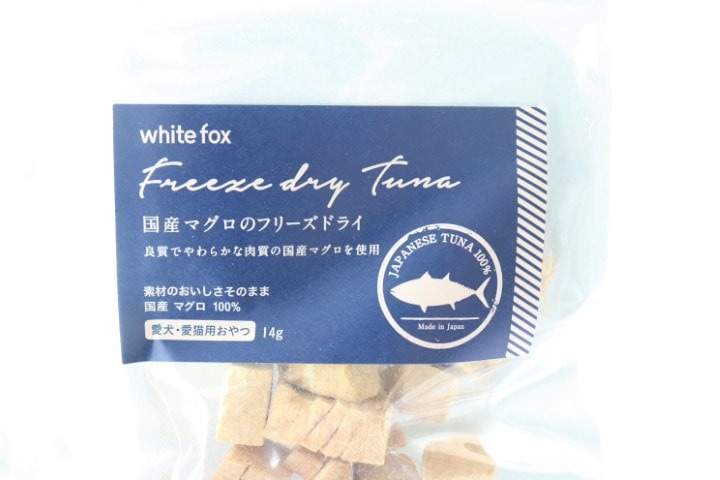 white fox
Freeze dry Tuna
国産マグロのフリーズドライ
良質でやわらかな肉質の国産マグロを使用
素材のおいしさそのまま
国産 マグロ 100%
愛犬・愛猫用おやつ 14g
JAPANESE TUNA 100%
Made in Japan